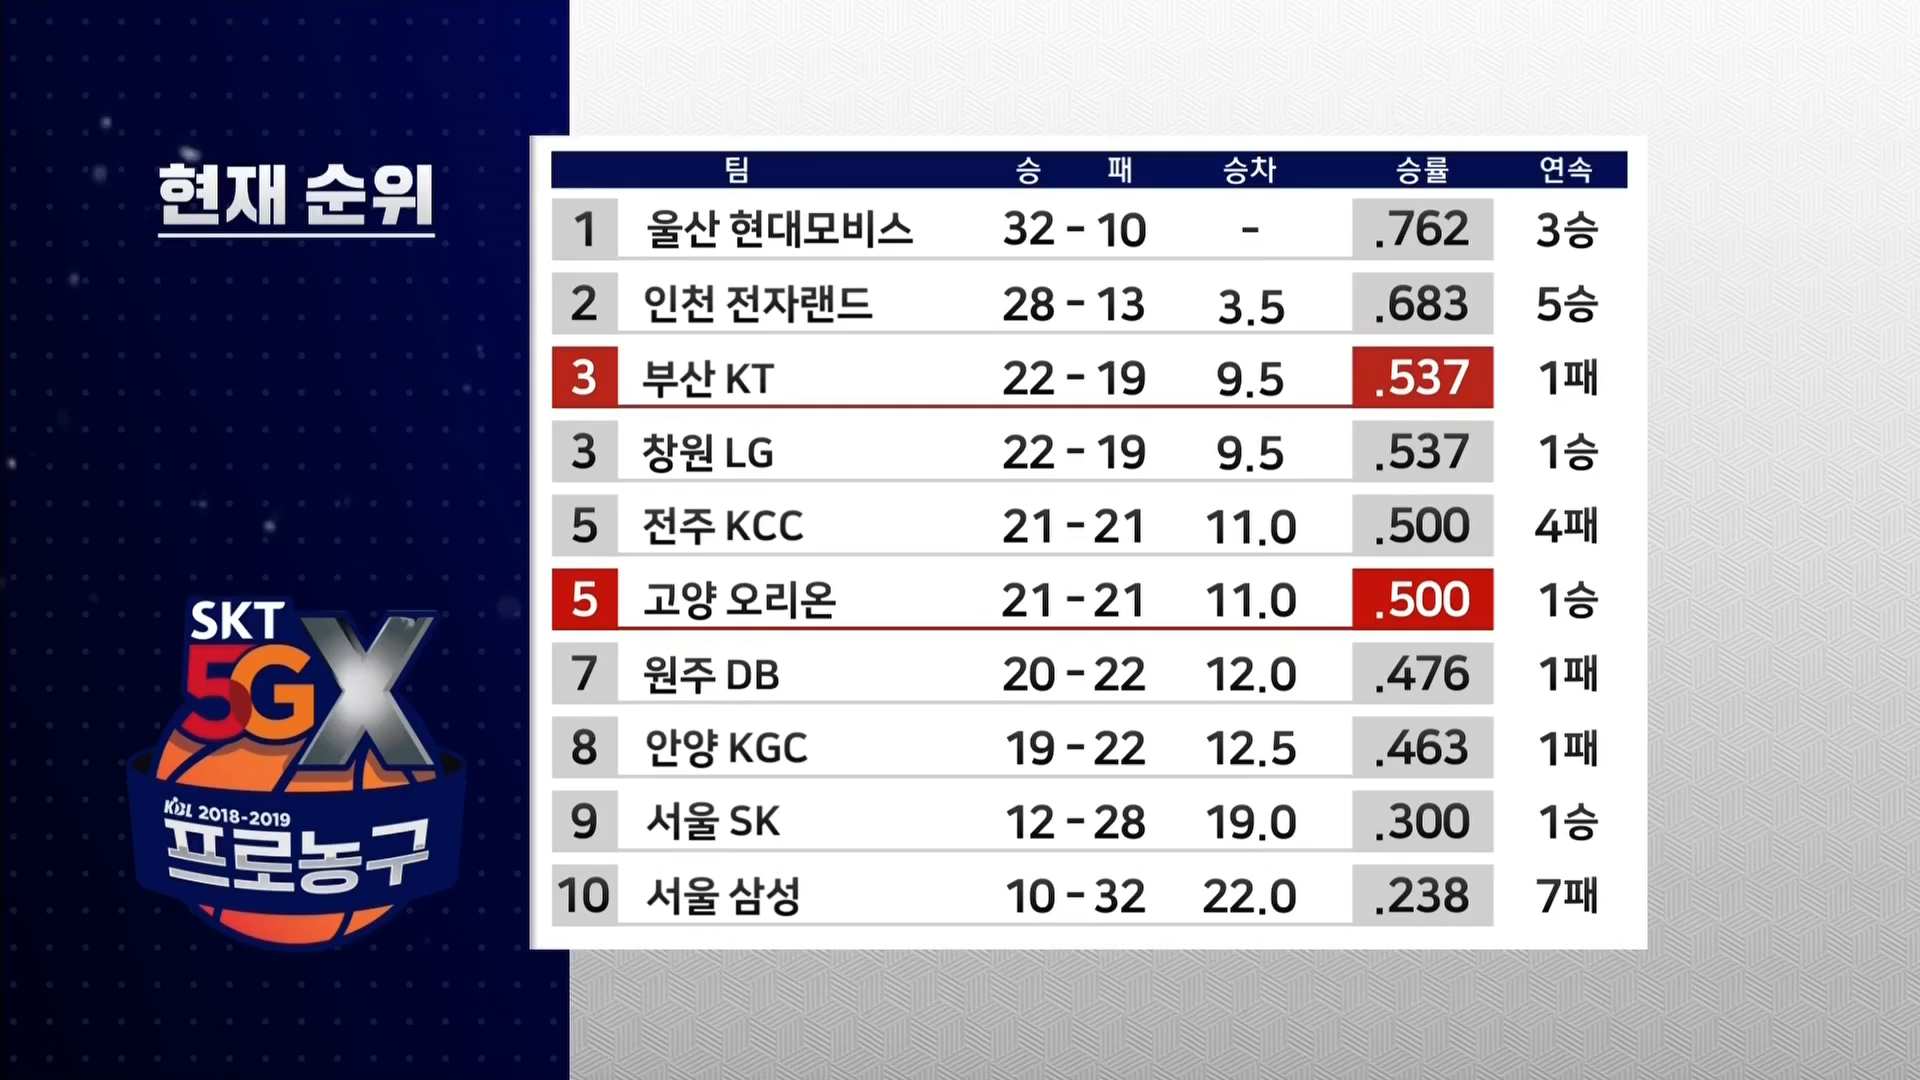 현재 순위
팀 승 패 승차 승률 연속
1 울산 현대모비스 32 - 10 - .762 3승
2 인천 전자랜드 28 - 13 3.5 .683 5승
3 부산 KT 22 - 19 9.5 .537 1패
3 창원 LG 22 - 19 9.5 .537 1승
5 전주 KCC 21 - 21 11.0 .500 4패
5 고양 오리온 21 - 21 11.0 .500 1승
7 원주 DB 20 - 22 12.0 .476 1패
8 안양 KGC 19 - 22 12.5 .463 1패
9 서울 SK 12 - 28 19.0 .300 1승
10 서울 삼성 10 - 32 22.0 .238 7패
SKT
5GX
KBL 2018-2019
프로농구